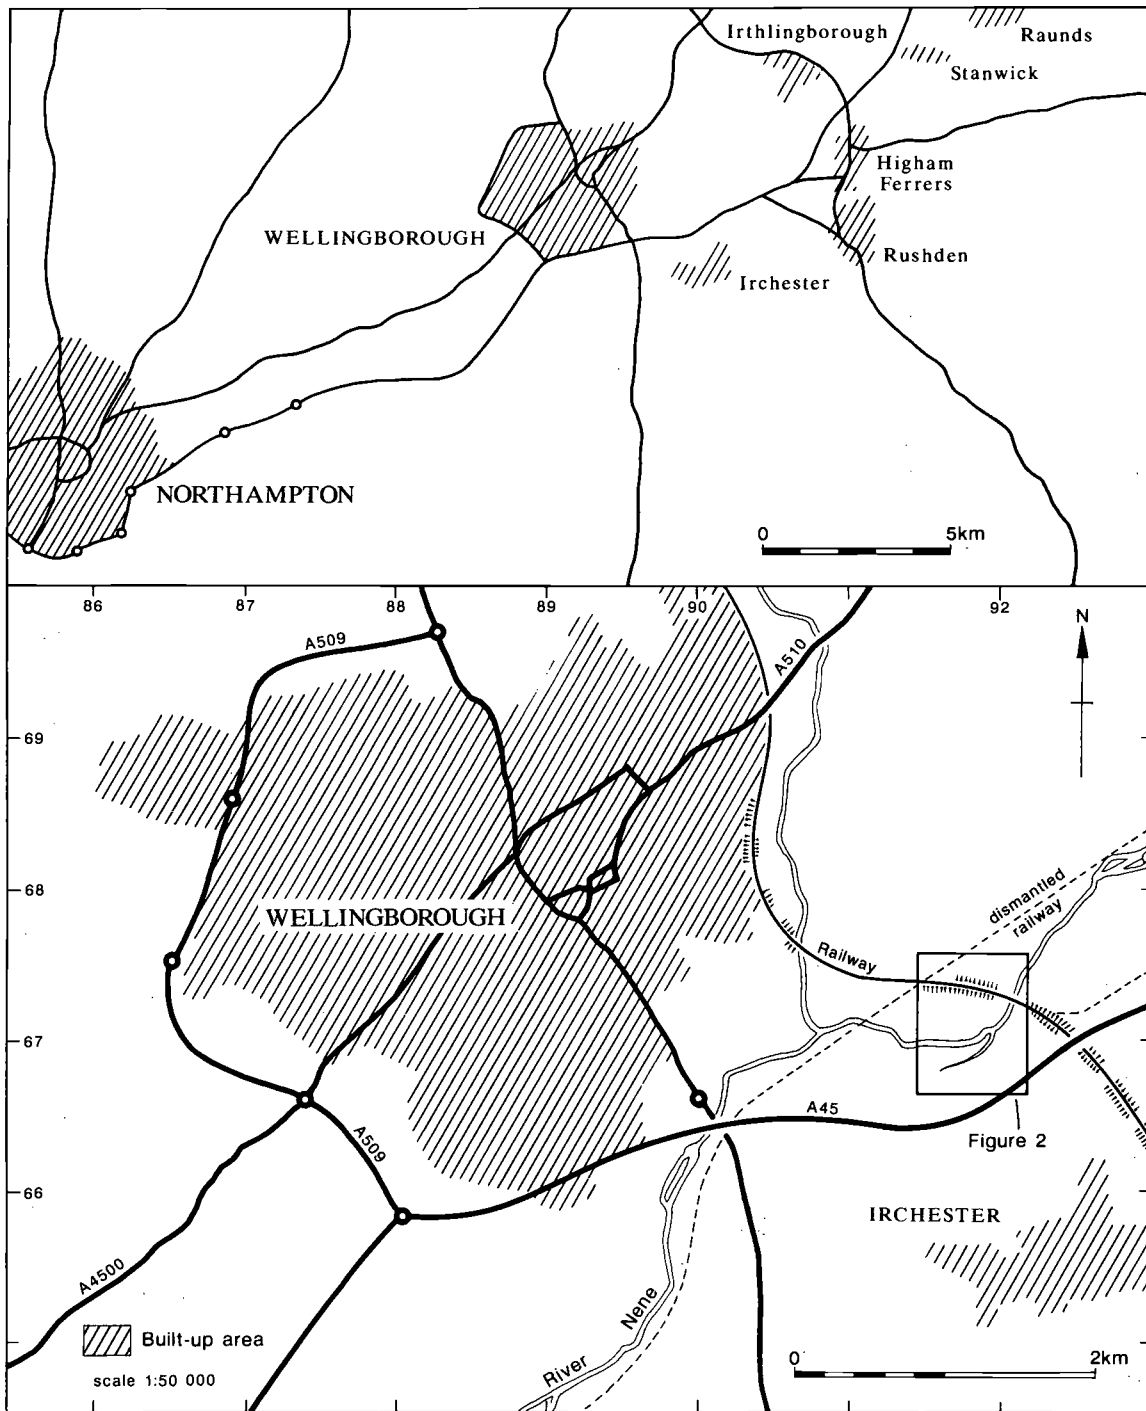 Irthlingborough
Raunds
Stanwick
Higham
Ferrers
WELLINGBOROUGH
Rushden
Irchester
NORTHAMPTON
0 5km
86 87 88 89 90 92
N
A509
A510
69
68
dismantled
railway
WELLINGBOROUGH
Railway
67
A45
Figure 2
A509
66
IRCHESTER
A4500
Nene
River
Built-up area
scale 1:50 000
0 2km